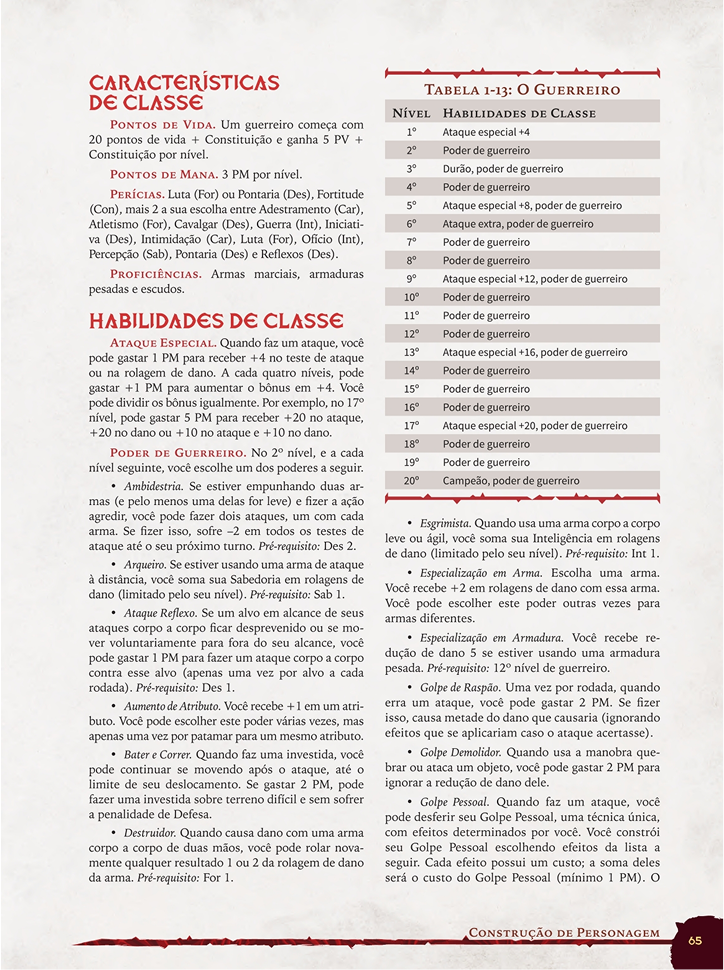 CARACTERÍSTICAS
DE CLASSE
PONTOS DE VIDA. Um guerreiro começa com
20 pontos de vida + Constituição e ganha 5 PV +
Constituição por nível.
PONTOS DE MANA. 3 PM por nível.
PERÍCIAS. Luta (For) ou Pontaria (Des), Fortitude
(Con), mais 2 a sua escolha entre Adestramento (Car),
Atletismo (For), Cavalgar (Des), Guerra (Int), Iniciati-
va (Des), Intimidação (Car), Luta (For), Ofício (Int),
Percepção (Sab), Pontaria (Des) e Reflexos (Des).
PROFICIÊNCIAS. Armas marciais, armaduras
pesadas e escudos.
HABILIDADES DE CLASSE
ATAQUE ESPECIAL. Quando faz um ataque, você
pode gastar 1 PM para receber +4 no teste de ataque
ou na rolagem de dano. A cada quatro níveis, pode
gastar +1 PM para aumentar o bônus em +4. Você
pode dividir os bônus igualmente. Por exemplo, no 17º
nível, pode gastar 5 PM para receber +20 no ataque,
+20 no dano ou +10 no ataque e +10 no dano.
PODER DE GUERREIRO. No 2º nível, e a cada
nível seguinte, você escolhe um dos poderes a seguir.
• Ambidestria. Se estiver empunhando duas ar-
mas (e pelo menos uma delas for leve) e fizer a ação
agredir, você pode fazer dois ataques, um com cada
arma. Se fizer isso, sofre –2 em todos os testes de
ataque até o seu próximo turno. Pré-requisito: Des 2.
• Arqueiro. Se estiver usando uma arma de ataque
à distância, você soma sua Sabedoria em rolagens de
dano (limitado pelo seu nível). Pré-requisito: Sab 1.
• Ataque Reflexo. Se um alvo em alcance de seus
ataques corpo a corpo ficar desprevenido ou se mo-
ver voluntariamente para fora do seu alcance, você
pode gastar 1 PM para fazer um ataque corpo a corpo
contra esse alvo (apenas uma vez por alvo a cada
rodada). Pré-requisito: Des 1.
• Aumento de Atributo. Você recebe +1 em um atri-
buto. Você pode escolher este poder várias vezes, mas
apenas uma vez por patamar para um mesmo atributo.
• Bater e Correr. Quando faz uma investida, você
pode continuar se movendo após o ataque, até o
limite de seu deslocamento. Se gastar 2 PM, pode
fazer uma investida sobre terreno difícil e sem sofrer
a penalidade de Defesa.
• Destruidor. Quando causa dano com uma arma
corpo a corpo de duas mãos, você pode rolar nova-
mente qualquer resultado 1 ou 2 da rolagem de dano
da arma. Pré-requisito: For 1.
TABELA 1-13: O GUERREIRO
NÍVEL HABILIDADES DE CLASSE
1º Ataque especial +4
2º Poder de guerreiro
3º Durão, poder de guerreiro
4º Poder de guerreiro
5º Ataque especial +8, poder de guerreiro
6º Ataque extra, poder de guerreiro
7º Poder de guerreiro
8º Poder de guerreiro
9º Ataque especial +12, poder de guerreiro
10º Poder de guerreiro
11º Poder de guerreiro
12º Poder de guerreiro
13º Ataque especial +16, poder de guerreiro
14º Poder de guerreiro
15º Poder de guerreiro
16º Poder de guerreiro
17º Ataque especial +20, poder de guerreiro
18º Poder de guerreiro
19º Poder de guerreiro
20º Campeão, poder de guerreiro
• Esgrimista. Quando usa uma arma corpo a corpo
leve ou ágil, você soma sua Inteligência em rolagens
de dano (limitado pelo seu nível). Pré-requisito: Int 1.
• Especialização em Arma. Escolha uma arma.
Você recebe +2 em rolagens de dano com essa arma.
Você pode escolher este poder outras vezes para
armas diferentes.
• Especialização em Armadura. Você recebe re-
dução de dano 5 se estiver usando uma armadura
pesada. Pré-requisito: 12º nível de guerreiro.
• Golpe de Raspão. Uma vez por rodada, quando
erra um ataque, você pode gastar 2 PM. Se fizer
isso, causa metade do dano que causaria (ignorando
efeitos que se aplicariam caso o ataque acertasse).
• Golpe Demolidor. Quando usa a manobra que-
brar ou ataca um objeto, você pode gastar 2 PM para
ignorar a redução de dano dele.
• Golpe Pessoal. Quando faz um ataque, você
pode desferir seu Golpe Pessoal, uma técnica única,
com efeitos determinados por você. Você constrói
seu Golpe Pessoal escolhendo efeitos da lista a
seguir. Cada efeito possui um custo; a soma deles
será o custo do Golpe Pessoal (mínimo 1 PM). O
CONSTRUÇÃO DE PERSONAGEM
65